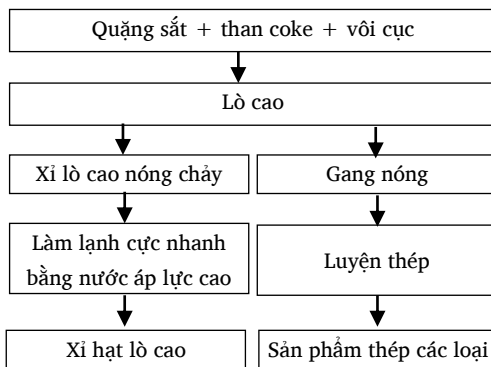 Quặng sắt + than coke + vôi cục
Lò cao
Xỉ lò cao nóng chảy
Gang nóng
Làm lạnh cực nhanh
bằng nước áp lực cao
Luyện thép
Xỉ hạt lò cao
Sản phẩm thép các loại